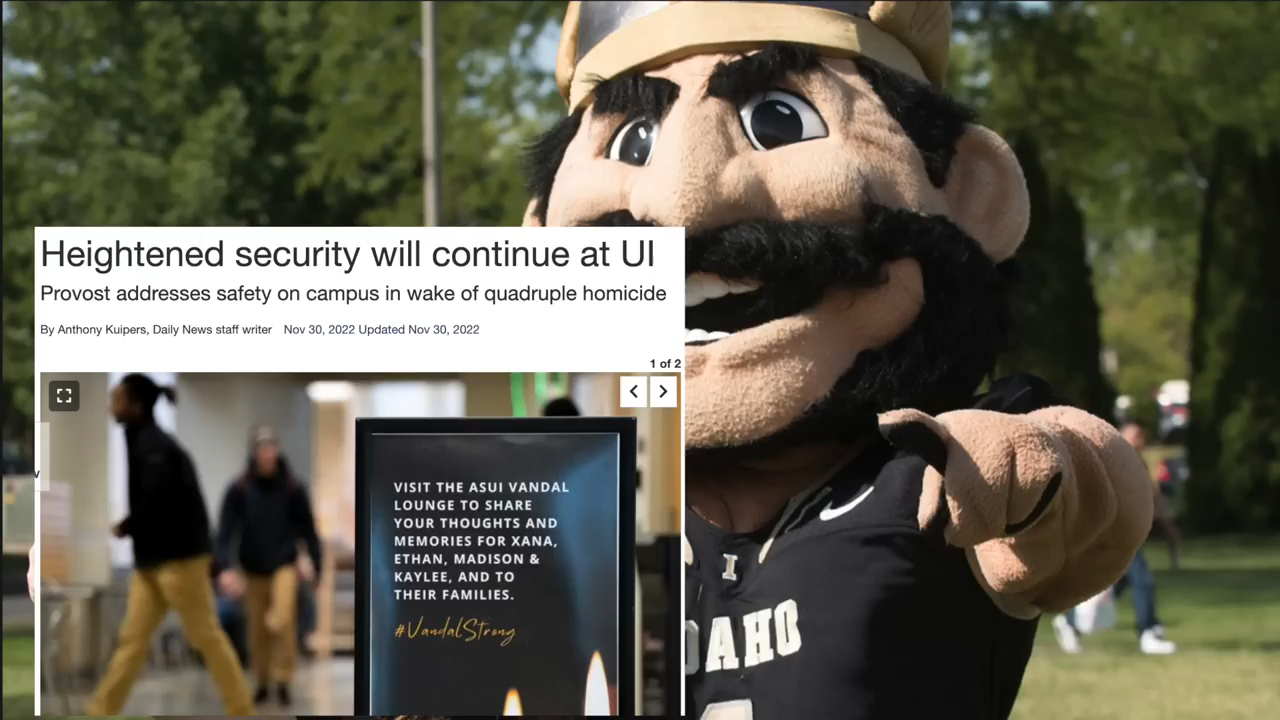 Heightened security will continue at UI
Provost addresses safety on campus in wake of quadruple homicide
By Anthony Kuipers, Daily News staff writer Nov 30, 2022 Updated Nov 30, 2022
1 of 2
VISIT THE ASUI VANDAL
LOUNGE TO SHARE
YOUR THOUGHTS AND
MEMORIES FOR XANA,
ETHAN, MADISON &
KAYLEE, AND TO
THEIR FAMILIES.
#VandalStrong
I
DAHO